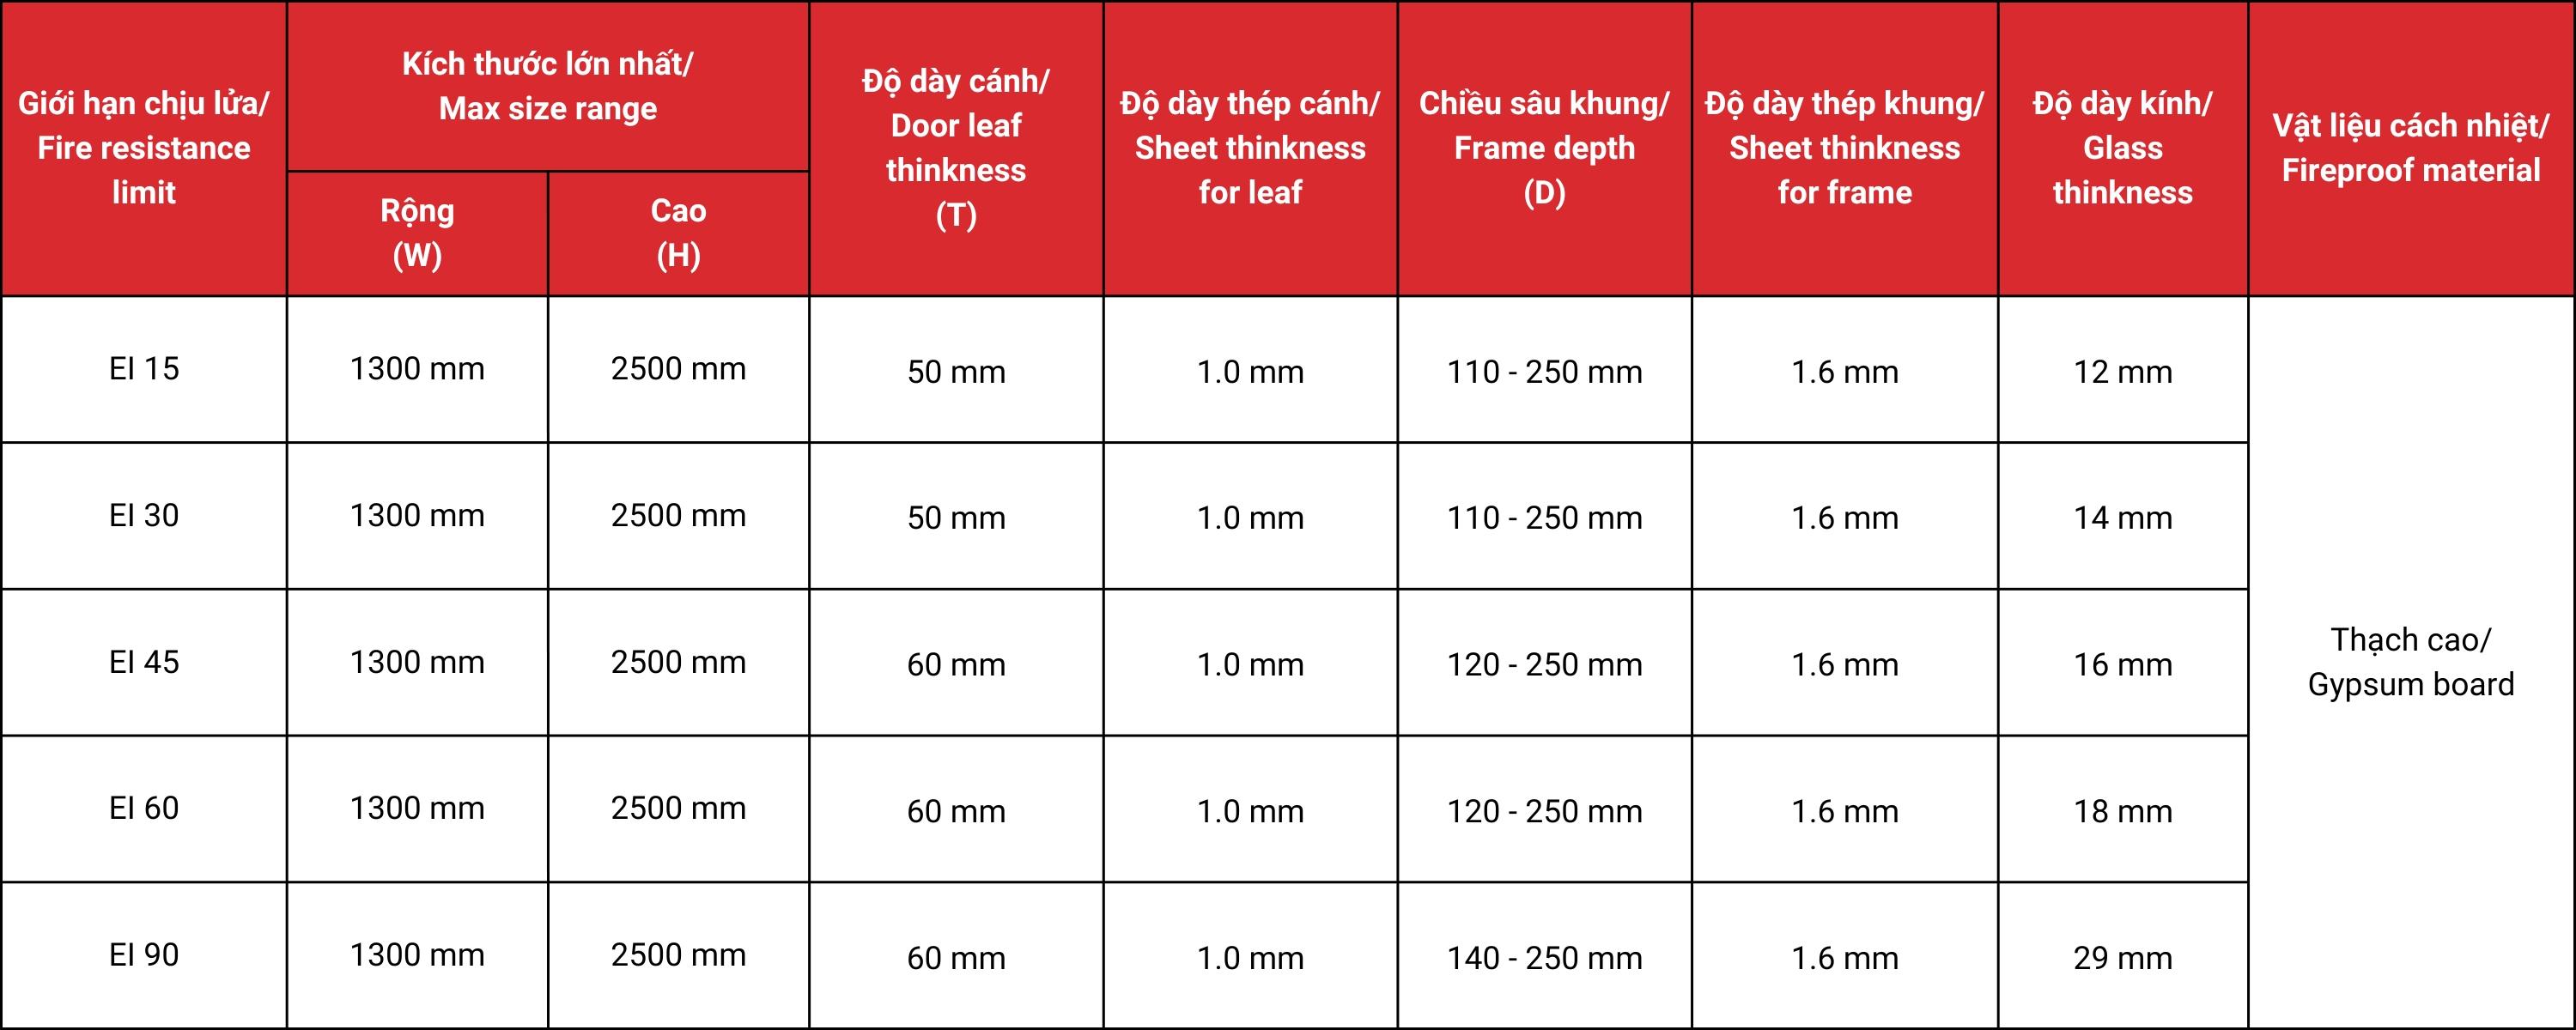 Giới hạn chịu lửa/
Fire resistance
limit
Kích thước lớn nhất/
Max size range
Rộng
(W)
Cao
(H)
Độ dày cánh/
Door leaf
thinkness
(T)
Độ dày thép cánh/
Sheet thinkness
for leaf
Chiều sâu khung/
Frame depth
(D)
Độ dày thép khung/
Sheet thinkness
for frame
Độ dày kính/
Glass
thinkness
Vật liệu cách nhiệt/
Fireproof material
EI 15 1300 mm 2500 mm 50 mm 1.0 mm 110 - 250 mm 1.6 mm 12 mm
EI 30 1300 mm 2500 mm 50 mm 1.0 mm 110 - 250 mm 1.6 mm 14 mm
EI 45 1300 mm 2500 mm 60 mm 1.0 mm 120 - 250 mm 1.6 mm 16 mm
EI 60 1300 mm 2500 mm 60 mm 1.0 mm 120 - 250 mm 1.6 mm 18 mm
EI 90 1300 mm 2500 mm 60 mm 1.0 mm 140 - 250 mm 1.6 mm 29 mm
Thạch cao/
Gypsum board